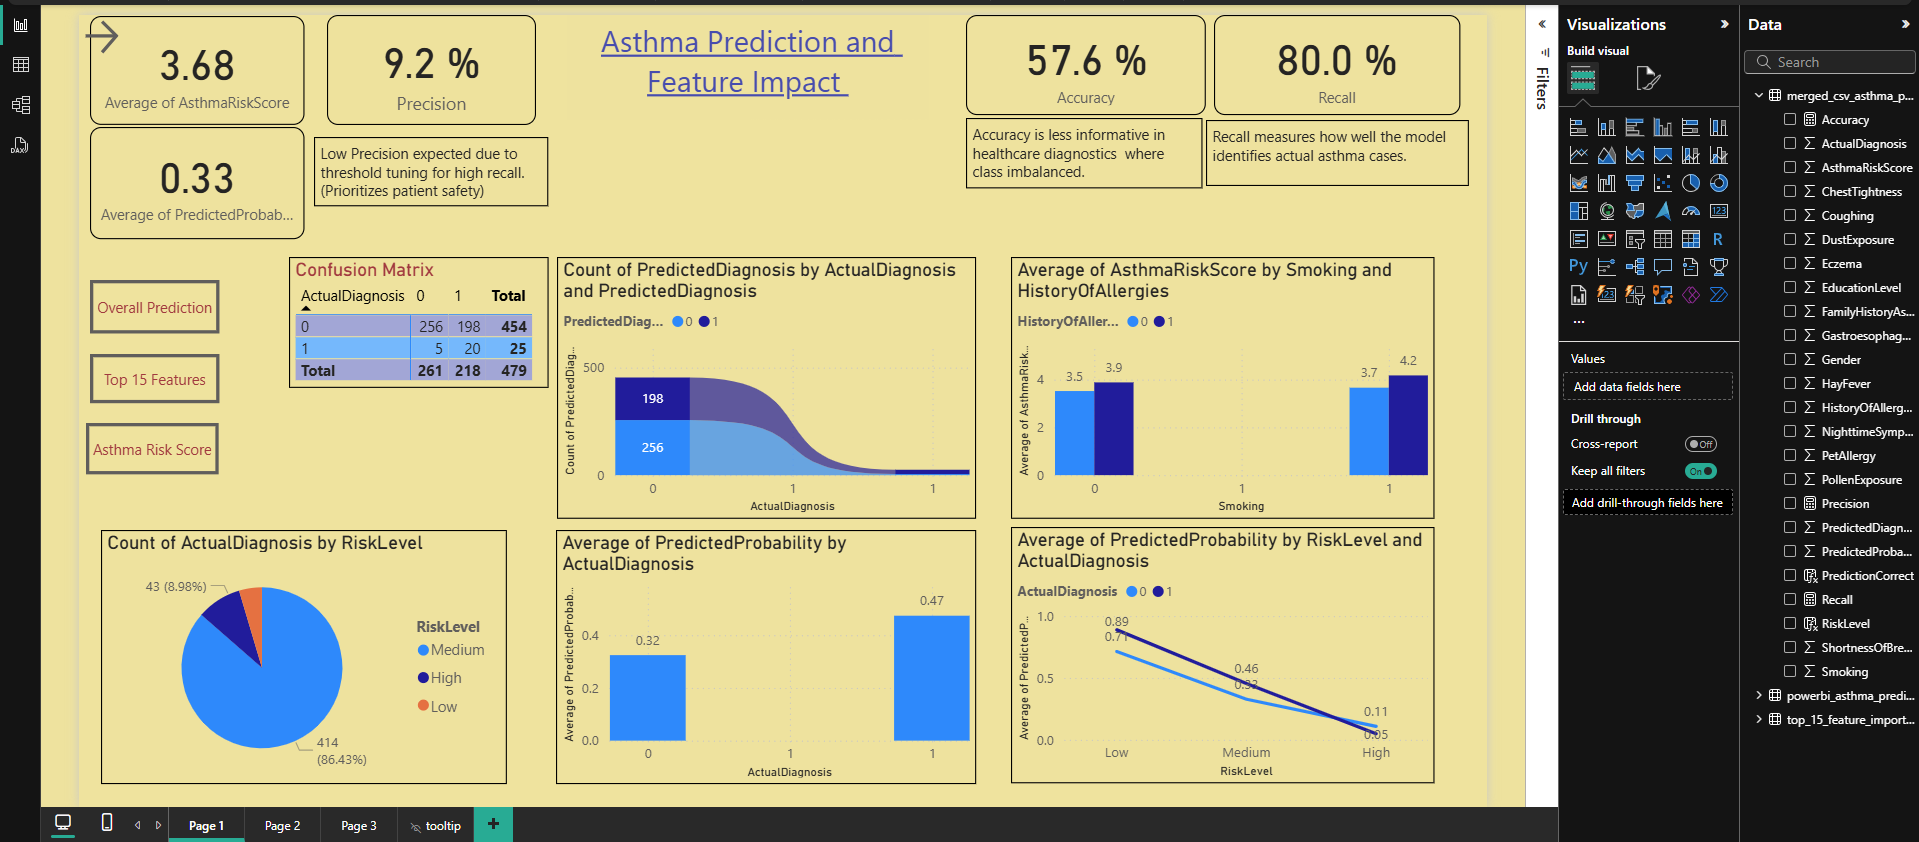 3.68
Average of AsthmaRiskScore
9.2 %
Precision
Asthma Prediction and
Feature Impact
57.6 %
Accuracy
80.0 %
Recall
0.33
Average of PredictedProbab...
Low Precision expected due to
threshold tuning for high recall.
(Prioritizes patient safety)
Accuracy is less informative in
healthcare diagnostics where
class imbalanced.
Recall measures how well the model
identifies actual asthma cases.
Overall Prediction
Top 15 Features
Asthma Risk Score
Confusion Matrix
ActualDiagnosis 0 1 Total
0 256 198 454
1 5 20 25
Total 261 218 479
Count of PredictedDiagnosis by ActualDiagnosis
and PredictedDiagnosis
PredictedDiag... 0 1
Count of PredictedDiag...
500
0
198
256
0 1 1
ActualDiagnosis
Average of AsthmaRiskScore by Smoking and
HistoryOfAllergies
HistoryOfAller... 0 1
Average of AsthmaRisk...
4
2
0
3.5 3.9 3.7 4.2
0 1 1
Smoking
Count of ActualDiagnosis by RiskLevel
43 (8.98%)
414
(86.43%)
RiskLevel
Medium
High
Low
Average of PredictedProbability by
ActualDiagnosis
Average of PredictedProbab...
0.4
0.2
0.0
0.32
0.47
0 1 1
ActualDiagnosis
Average of PredictedProbability by RiskLevel and
ActualDiagnosis
ActualDiagnosis 0 1
Average of PredictedP...
1.0
0.5
0.0
0.89
0.71
0.46
0.33
0.11
0.05
Low Medium High
RiskLevel
Page 1 Page 2 Page 3 tooltip +
Filters
Visualizations
Build visual
123
R
Py
123
...
Values
Add data fields here
Drill through
Cross-report Off
Keep all filters On
Add drill-through fields here
Data
Search
merged_csv_asthma_p...
Accuracy
ActualDiagnosis
AsthmaRiskScore
ChestTightness
Coughing
DustExposure
Eczema
EducationLevel
FamilyHistoryAs...
Gastroesophag...
Gender
HayFever
HistoryOfAllerg...
NighttimeSymp...
PetAllergy
PollenExposure
Precision
PredictedDiagn...
PredictedProba...
PredictionCorrect
Recall
RiskLevel
ShortnessOfBre...
Smoking
powerbi_asthma_predi...
top_15_feature_import...
DAX